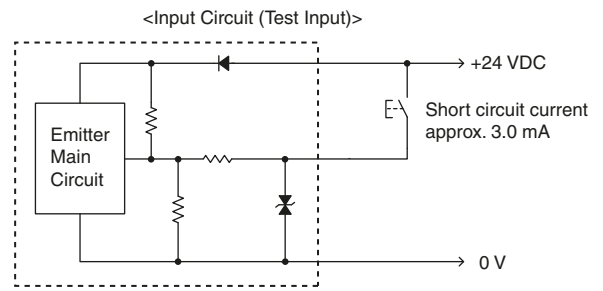 <Input Circuit (Test Input)>
+24 VDC
Short circuit current
approx. 3.0 mA
Emitter
Main
Circuit
0 V